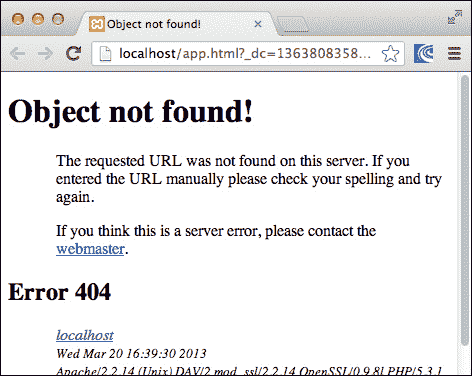 Object not found!
localhost/app.html?_dc=1363808358...
Object not found!
The requested URL was not found on this server. If you
entered the URL manually please check your spelling and try
again.
If you think this is a server error, please contact the
webmaster.
Error 404
localhost
Wed Mar 20 16:39:30 2013
Apache/2.2.14 (Unix) DAV/2 mod_ssl/2.2.14 OpenSSL/0.9.8l PHP/5.3.1